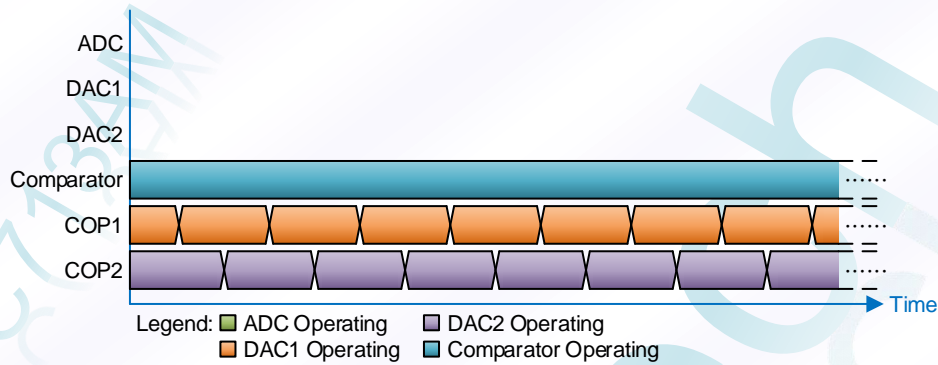 ADC
DAC1
DAC2
Comparator
COP1
COP2
Time
Legend: ADC Operating DAC2 Operating
DAC1 Operating Comparator Operating